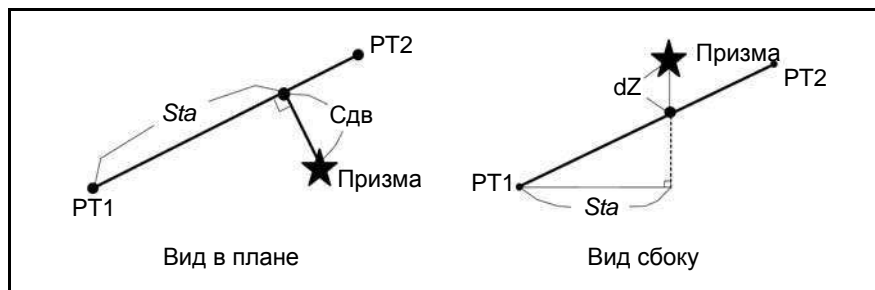 PT2
Sta
Сдв
Призма
PT1
Вид в плане
Призма
PT2
dZ
PT1
Sta
Вид сбоку